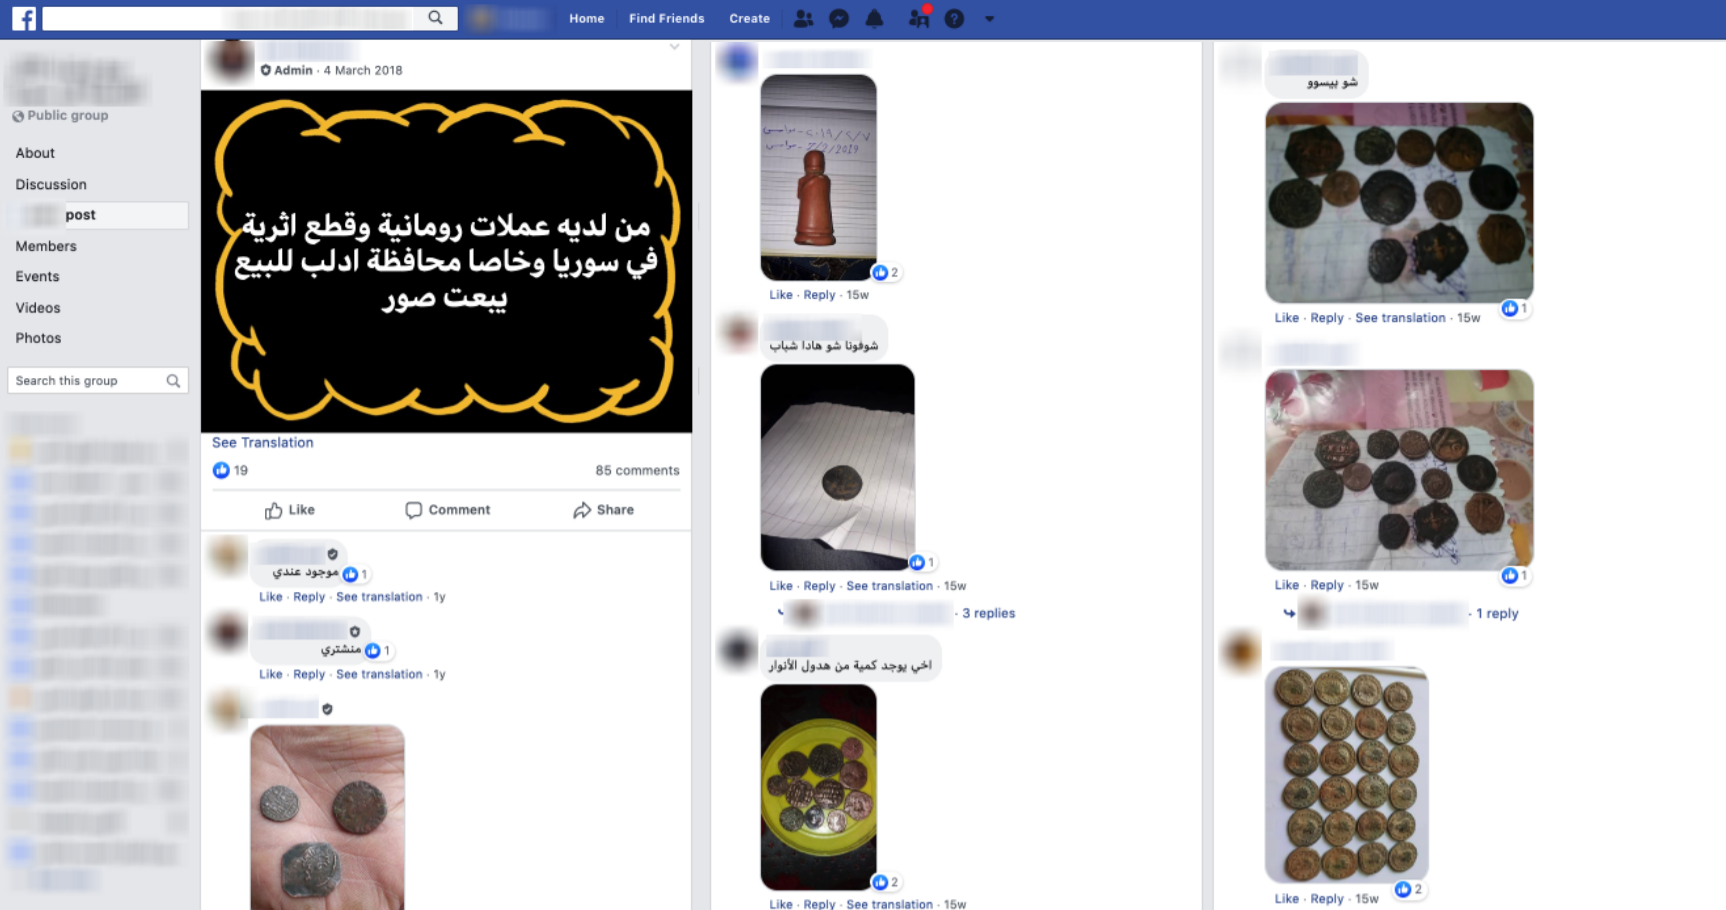 Home
Find Friends
Create
Public group
About
Discussion
post
Members
Events
Videos
Photos
Search this group
Admin · 4 March 2018
من لديه عملات رومانية وقطع اثرية
في سوريا وخاصا محافظة ادلب للبيع
يبعت صور
See Translation
19
85 comments
Like
Comment
Share
موجود عندي
1
Like · Reply · See translation · 1y
منشتري
1
Like · Reply · See translation · 1y
7/2/2019
2
Like · Reply · 15w
شوفونا شو هادا شباب
1
Like · Reply · See translation · 15w
· 3 replies
اخي يوجد كمية من هدول الأنوار
2
Like · Reply · See translation · 15w
شو بيسوو
1
Like · Reply · See translation · 15w
1
Like · Reply · 15w
· 1 reply
2
Like · Reply · 15w